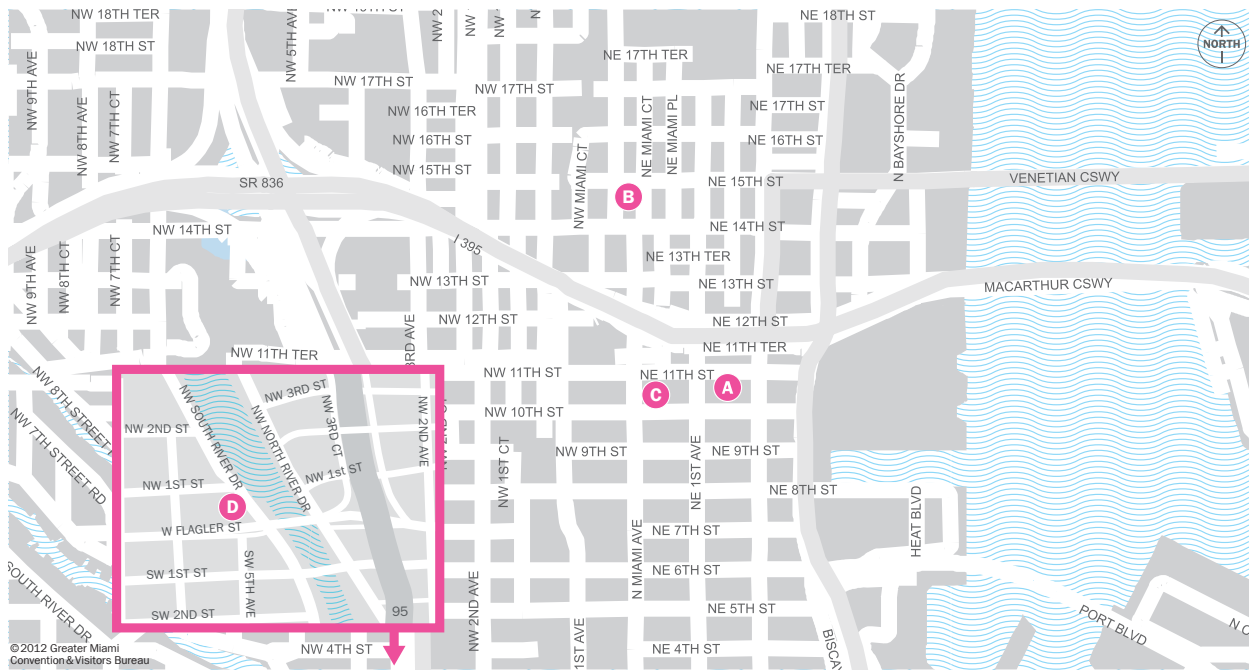 NW 18TH TER
NE 18TH ST
NORTH
NW 18TH ST
NW 5TH AVE
NE 17TH TER
NE 17TH TER
NW 9TH AVE
NW 17TH ST
NW 17TH ST
NW 8TH AVE
NW 7TH CT
NW 16TH TER
NE MIAMI CT
NE MIAMI PL
NE 17TH ST
N BAYSHORE DR
NW 16TH ST
NE 16TH ST
NW 15TH ST
NW MIAMI CT
SR 836
NE 15TH ST
VENETIAN CSWY
B
NW 14TH ST
NE 14TH ST
I 395
NE 13TH TER
NW 9TH AVE
NW 8TH CT
NW 7TH CT
NW 13TH ST
NE 13TH ST
MACARTHUR CSWY
NW 12TH ST
NE 12TH ST
3RD AVE
NW 11TH TER
NE 11TH TER
NW 11TH ST
NE 11TH ST
A
C
NW 8TH STREET
NW 7TH STREET RD
NW SOUTH RIVER DR
NW NORTH RIVER DR
NW 3RD ST
NW 3RD CT
NW 2ND AVE
NW 10TH ST
NW 2ND ST
NW 9TH ST
NE 9TH ST
NW 1ST CT
NE 1ST AVE
NW 1st ST
NW 1ST ST
NE 8TH ST
D
HEAT BLVD
W FLAGLER ST
NE 7TH ST
N MIAMI AVE
SW 1ST ST
SW 5TH AVE
NE 6TH ST
NW 2ND AVE
SOUTH RIVER DR
SW 2ND ST
95
NE 5TH ST
PORT BLVD
1ST AVE
NW 4TH ST
NE 4TH ST
©2012 Greater Miami
Convention & Visitors Bureau